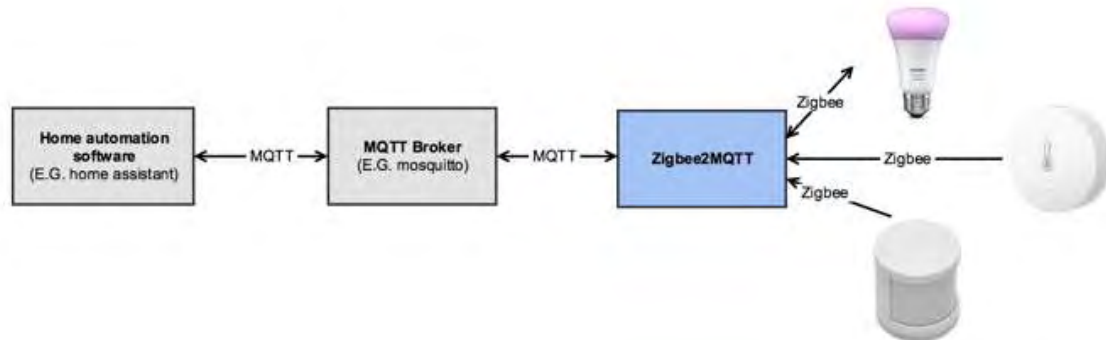 Home automation
software
(E.G. home assistant)
MQTT
MQTT Broker
(E.G. mosquitto)
MQTT
Zigbee2MQTT
Zigbee
Zigbee
Zigbee